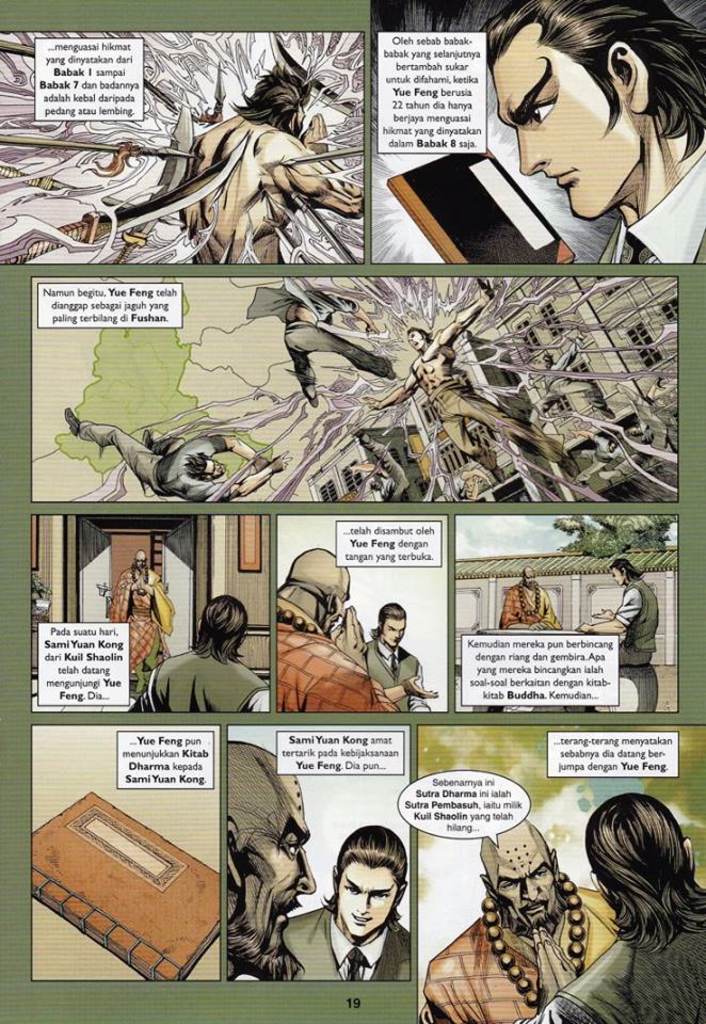 ...menguasai hikmat
yang dinyatakan dari
Babak 1 sampai
Babak 7 dan badannya
adalah kebal daripada
pedang atau lembing.
Oleh sebab babak-
babak yang selanjutnya
bertambah sukar
untuk difahami, ketika
Yue Feng berusia
22 tahun dia hanya
berjaya menguasai
hikmat yang dinyatakan
dalam Babak 8 saja.
Namun begitu, Yue Feng telah
dianggap sebagai jaguh yang
paling terbilang di Fushan.
Pada suatu hari,
Sami Yuan Kong
dari Kuil Shaolin
telah datang
mengunjungi Yue
Feng. Dia...
...telah disambut oleh
Yue Feng dengan
tangan yang terbuka.
Kemudian mereka pun berbincang
dengan riang dan gembira. Apa
yang mereka bincangkan ialah
soal-soal berkaitan dengan kitab-
kitab Buddha. Kemudian...
...Yue Feng pun
menunjukkan Kitab
Dharma kepada
Sami Yuan Kong.
Sami Yuan Kong amat
tertarik pada kebijaksanaan
Yue Feng. Dia pun...
...terang-terang menyatakan
sebabnya dia datang ber-
jumpa dengan Yue Feng.
Sebenarnya ini
Sutra Dharma ini ialah
Sutra Pembasuh, iaitu milik
Kuil Shaolin yang telah
hilang...
19